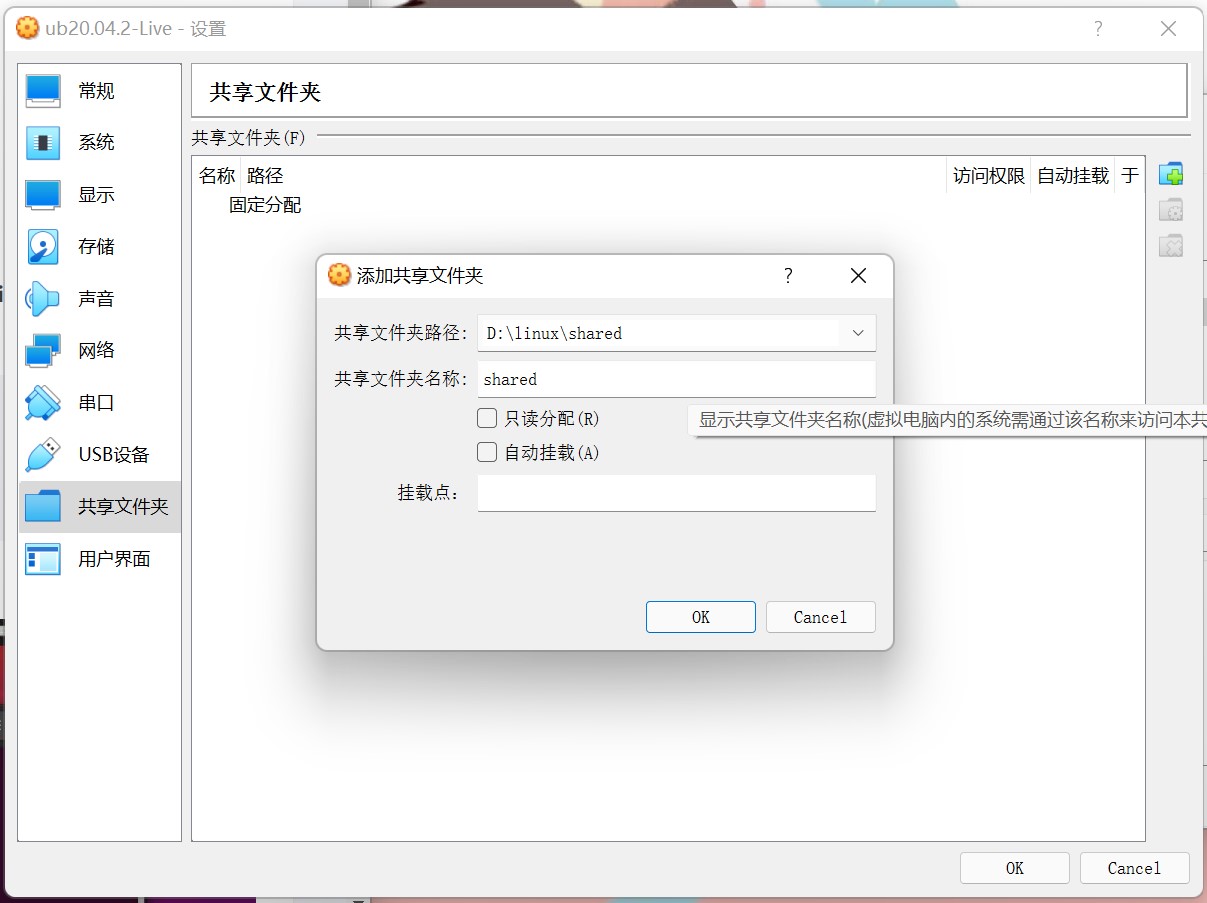 ub20.04.2-Live - 设置
?
常规
系统
显示
存储
声音
网络
串口
USB设备
共享文件夹
用户界面
共享文件夹
共享文件夹(F)
名称 路径 访问权限 自动挂载 于
固定分配
添加共享文件夹 ?
共享文件夹路径: D:\linux\shared
共享文件夹名称: shared
只读分配(R)
显示共享文件夹名称(虚拟电脑内的系统需通过该名称来访问本共
自动挂载(A)
挂载点:
OK Cancel
OK Cancel